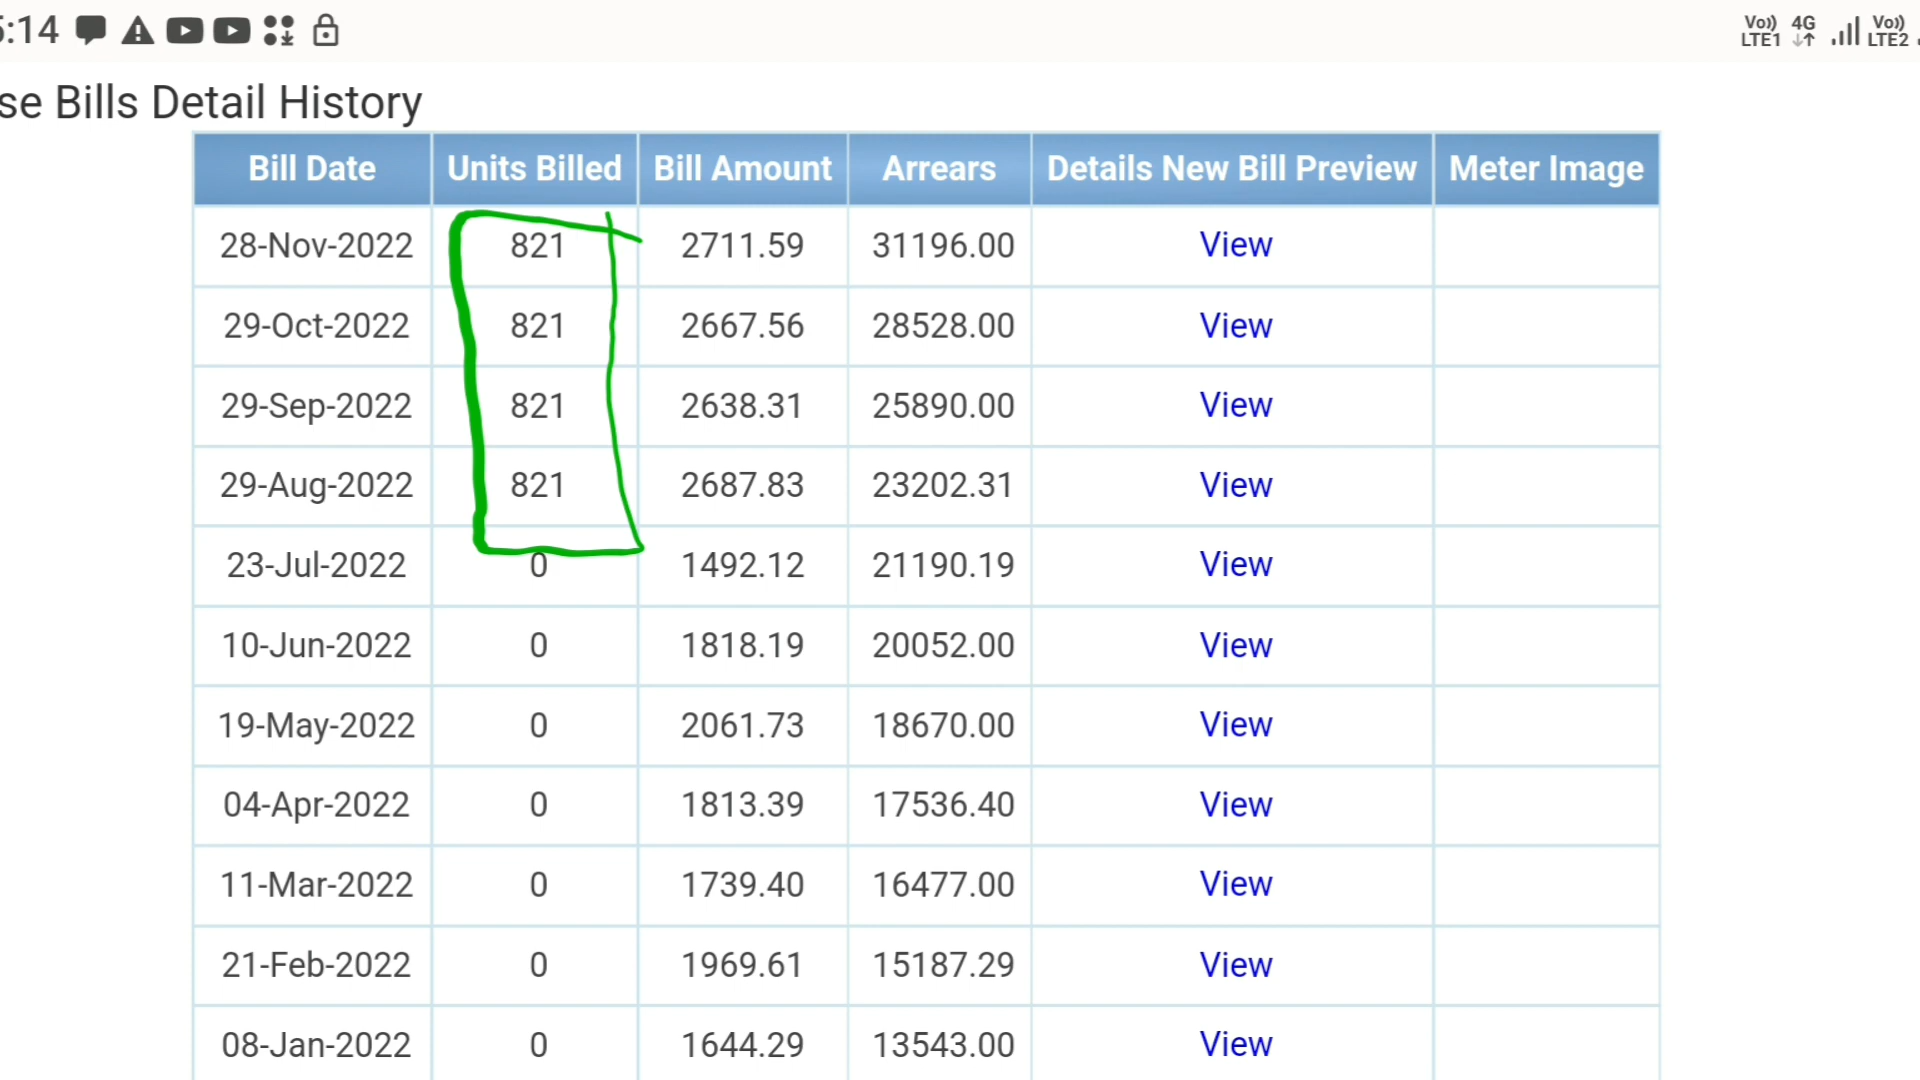 5:14 Vo)) LTE1 4G Vo)) LTE2
se Bills Detail History
Bill Date Units Billed Bill Amount Arrears Details New Bill Preview Meter Image
28-Nov-2022 821 2711.59 31196.00 View
29-Oct-2022 821 2667.56 28528.00 View
29-Sep-2022 821 2638.31 25890.00 View
29-Aug-2022 821 2687.83 23202.31 View
23-Jul-2022 0 1492.12 21190.19 View
10-Jun-2022 0 1818.19 20052.00 View
19-May-2022 0 2061.73 18670.00 View
04-Apr-2022 0 1813.39 17536.40 View
11-Mar-2022 0 1739.40 16477.00 View
21-Feb-2022 0 1969.61 15187.29 View
08-Jan-2022 0 1644.29 13543.00 View